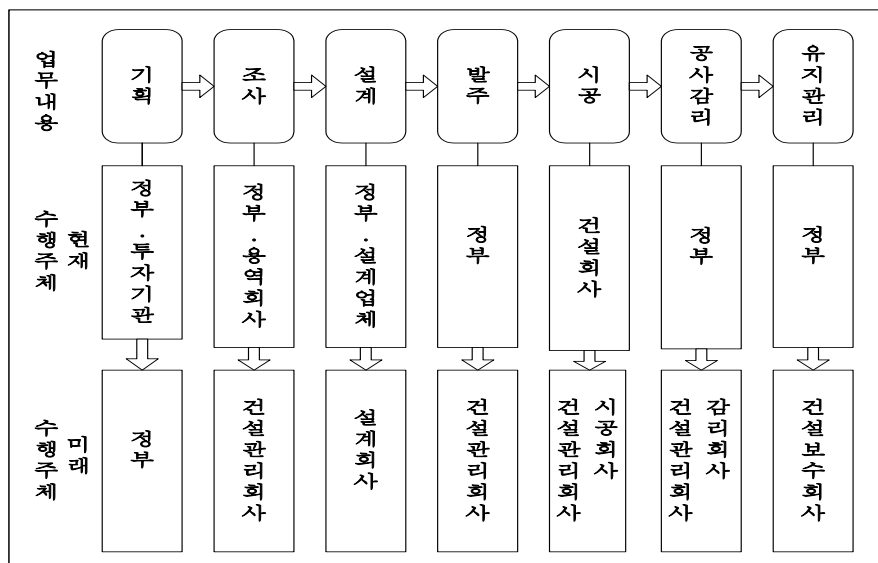 업무내용
기획
조사
설계
발주
시공
공사감리
유지관리
현재
수행주체
정부·투자기관
정부·용역회사
정부·설계업체
정부
건설회사
정부
정부
미래
수행주체
정부
건설관리회사
설계회사
건설관리회사
시공회사
건설관리회사
감리회사
건설관리회사
건설보수회사